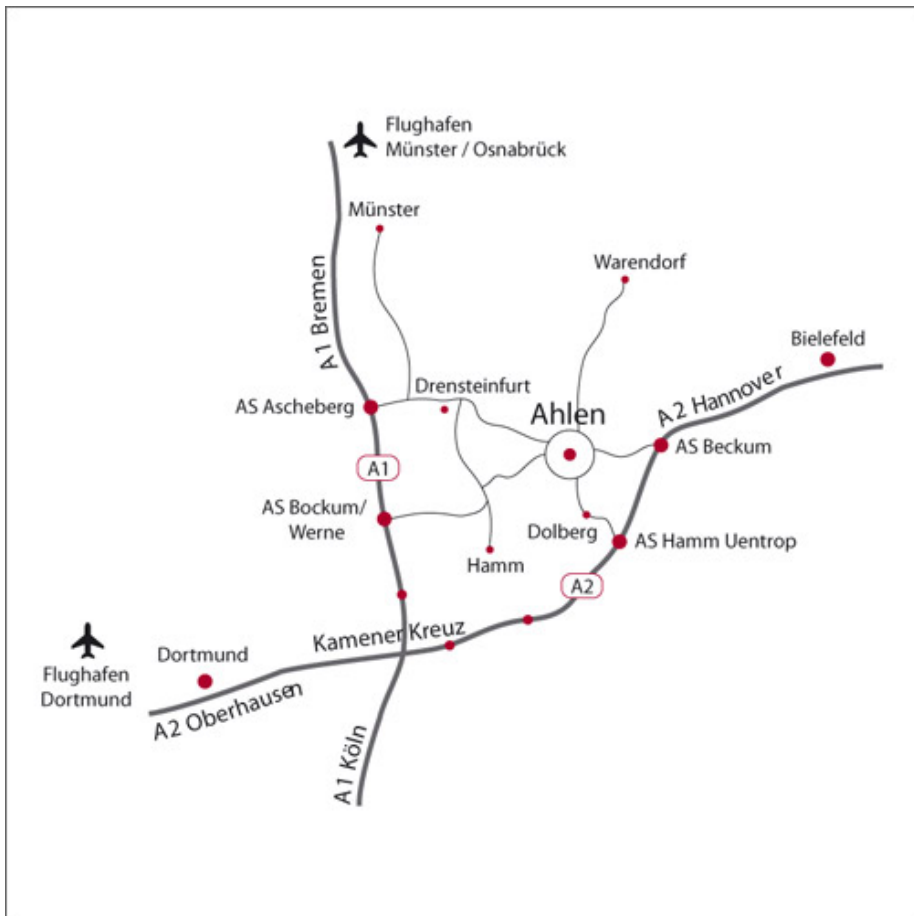 Flughafen
Münster / Osnabrück
Münster
Warendorf
A1 Bremen
Bielefeld
Drensteinfurt
A2 Hannover
AS Ascheberg
Ahlen
AS Beckum
A1
AS Bockum/
Werne
Dolberg
AS Hamm Uentrop
Hamm
A2
Kamener Kreuz
Dortmund
Flughafen
Dortmund
A2 Oberhausen
A1 Köln